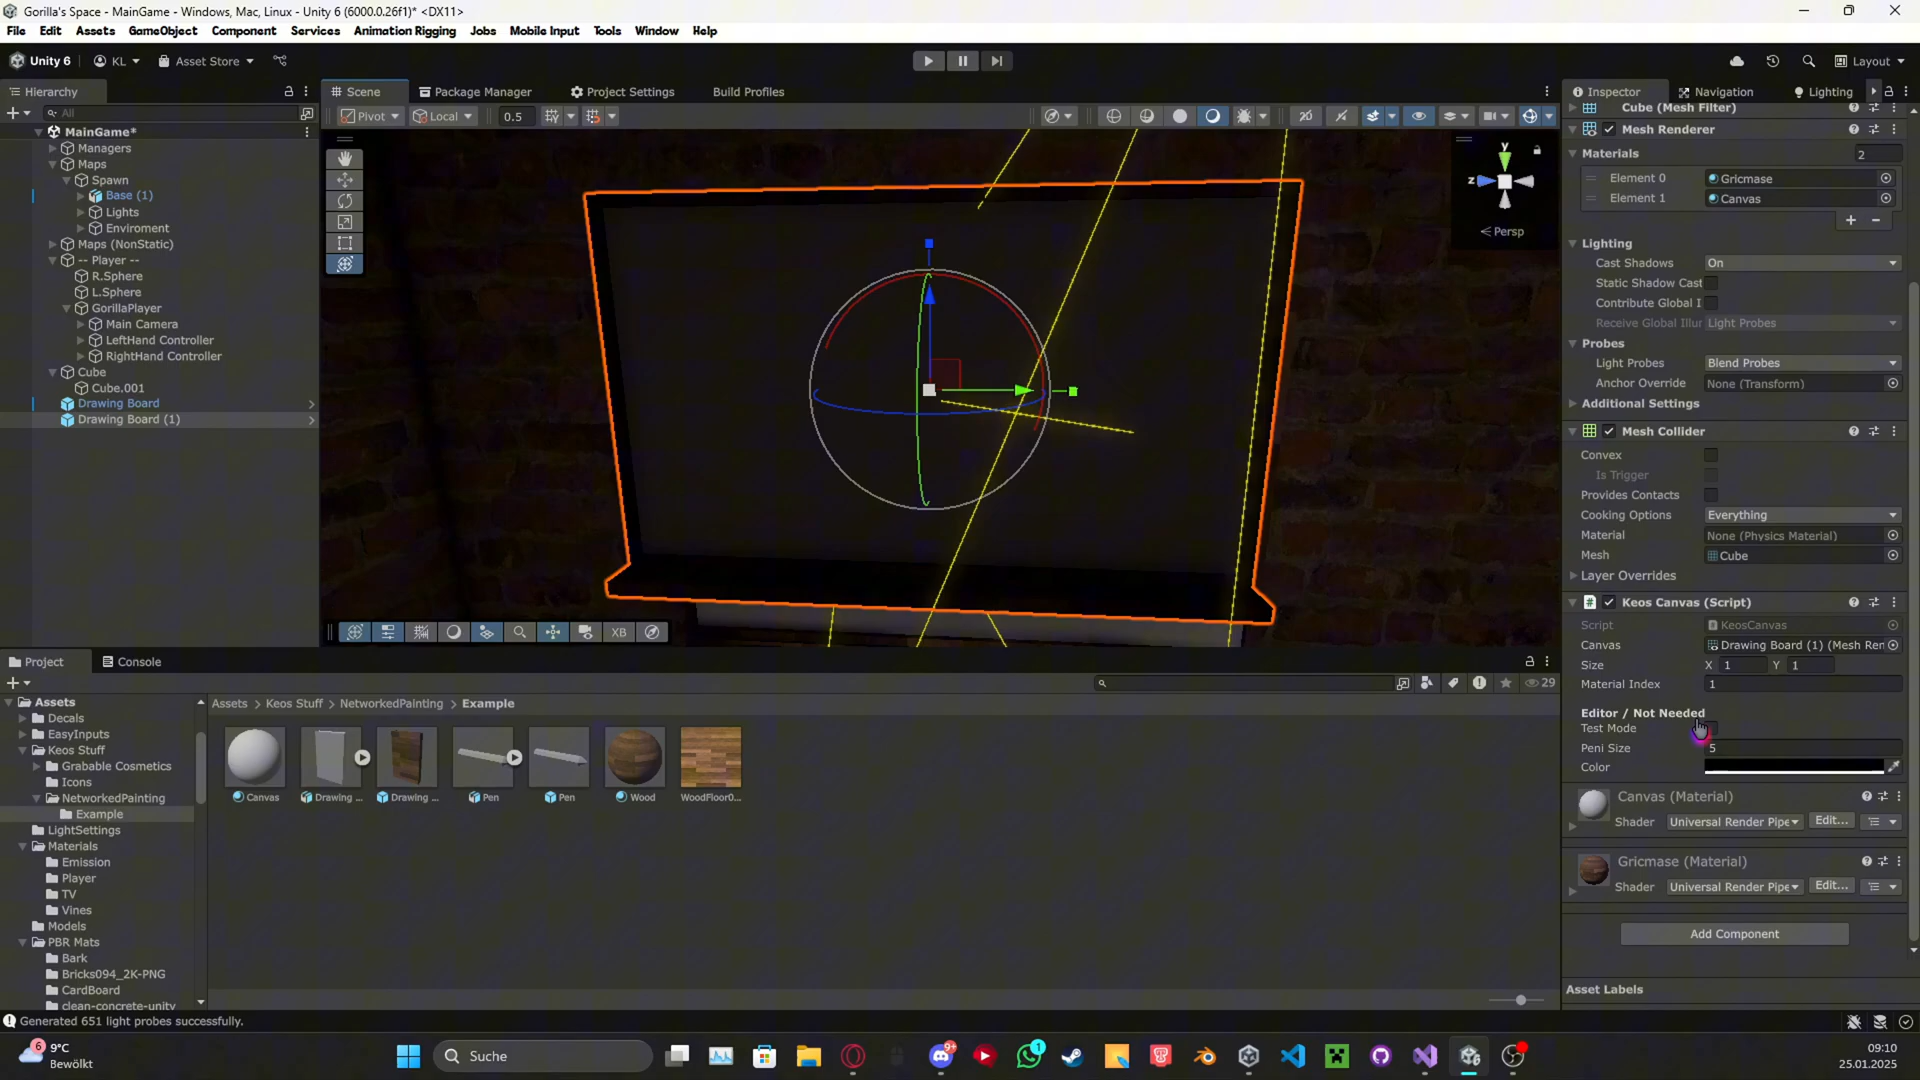 Gorilla's Space - MainGame - Windows, Mac, Linux - Unity 6 (6000.0.26f1)* <DX11>
File Edit Assets GameObject Component Services Animation Rigging Jobs Mobile Input Tools Window Help
Unity 6 KL Asset Store Layout
Hierarchy Scene Package Manager Project Settings Build Profiles Inspector Navigation Lighting
All Pivot Local 0.5
MainGame*
Managers
Maps
Spawn
Base (1)
Lights
Enviroment
Maps (NonStatic)
-- Player --
R.Sphere
L.Sphere
GorillaPlayer
Main Camera
LeftHand Controller
RightHand Controller
Cube
Cube.001
Drawing Board
Drawing Board (1)
y
z
Persp
XB
Cube (Mesh Filter)
Mesh Renderer
Materials 2
Element 0 Gricmase
Element 1 Canvas
Lighting
Cast Shadows On
Static Shadow Cast
Contribute Global I
Receive Global Illur Light Probes
Probes
Light Probes Blend Probes
Anchor Override None (Transform)
Additional Settings
Mesh Collider
Convex
Is Trigger
Provides Contacts
Cooking Options Everything
Material None (Physics Material)
Mesh Cube
Layer Overrides
Keos Canvas (Script)
Script KeosCanvas
Canvas Drawing Board (1) (Mesh Ren
Size X 1 Y 1
Material Index 1
Editor / Not Needed
Test Mode
Peni Size 5
Color
Canvas (Material)
Shader Universal Render Pipe Edit...
Gricmase (Material)
Shader Universal Render Pipe Edit...
Add Component
Asset Labels
Project Console
29
Assets
Decals
EasyInputs
Keos Stuff
Grabable Cosmetics
Icons
NetworkedPainting
Example
LightSettings
Materials
Emission
Player
TV
Vines
Models
PBR Mats
Bark
Bricks094_2K-PNG
CardBoard
clean-concrete-unity
Assets > Keos Stuff > NetworkedPainting > Example
Canvas Drawing ... Drawing ... Pen Pen Wood WoodFloor0...
Generated 651 light probes successfully.
6
9°C
Bewölkt
Suche
9+
1
09:10
25.01.2025